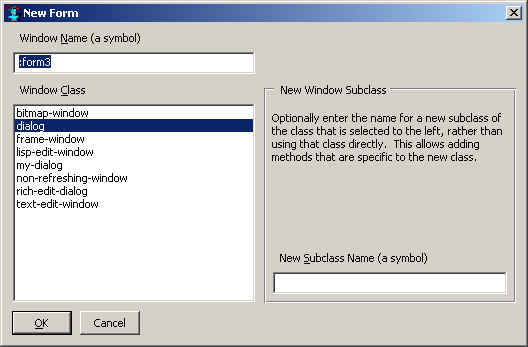 New Form
Window Name (a symbol)
:form3
Window Class
bitmap-window
dialog
frame-window
lisp-edit-window
my-dialog
non-refreshing-window
rich-edit-dialog
text-edit-window
New Window Subclass
Optionally enter the name for a new subclass of
the class that is selected to the left, rather than
using that class directly.  This allows adding
methods that are specific to the new class.
New Subclass Name (a symbol)
OK
Cancel